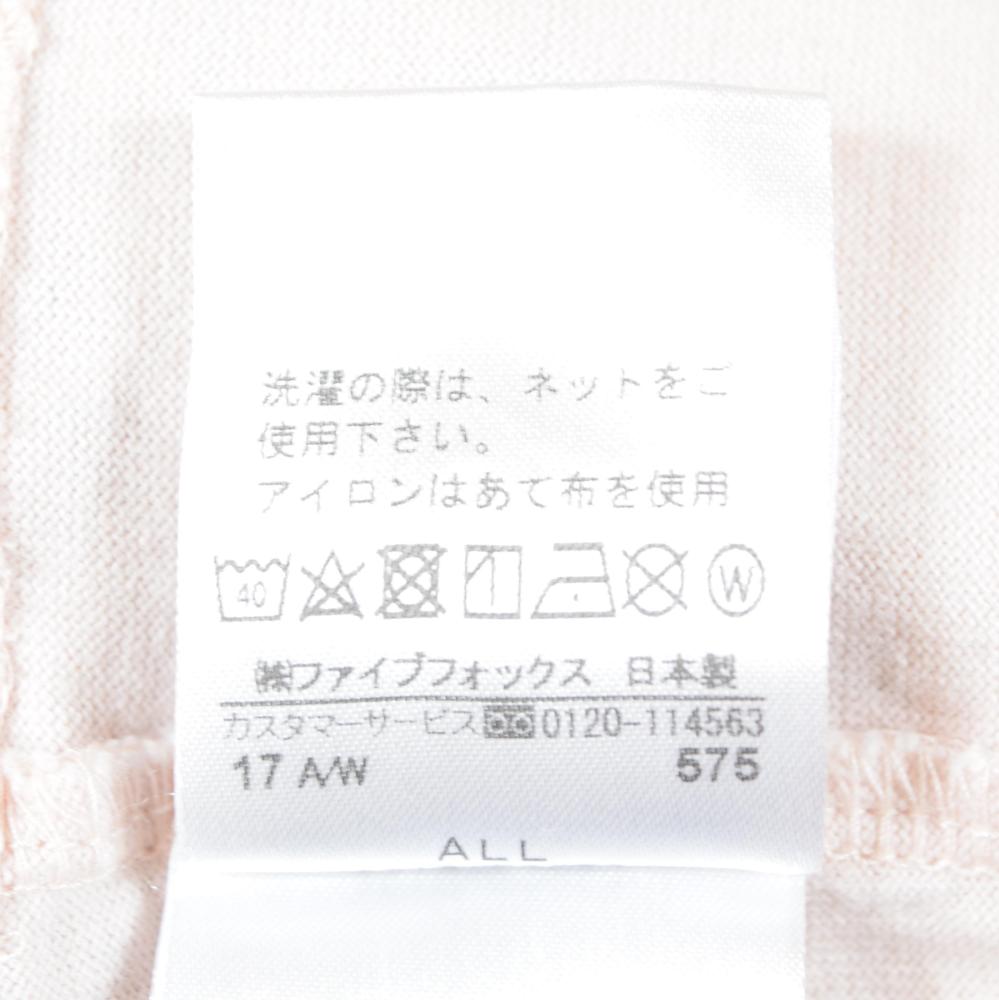 洗濯の際は、ネットをご
使用下さい。
アイロンはあて布を使用
40 W
㈱ファイブフォックス 日本製
カスタマーサービス 0120-114563
17 A/W 575
ALL